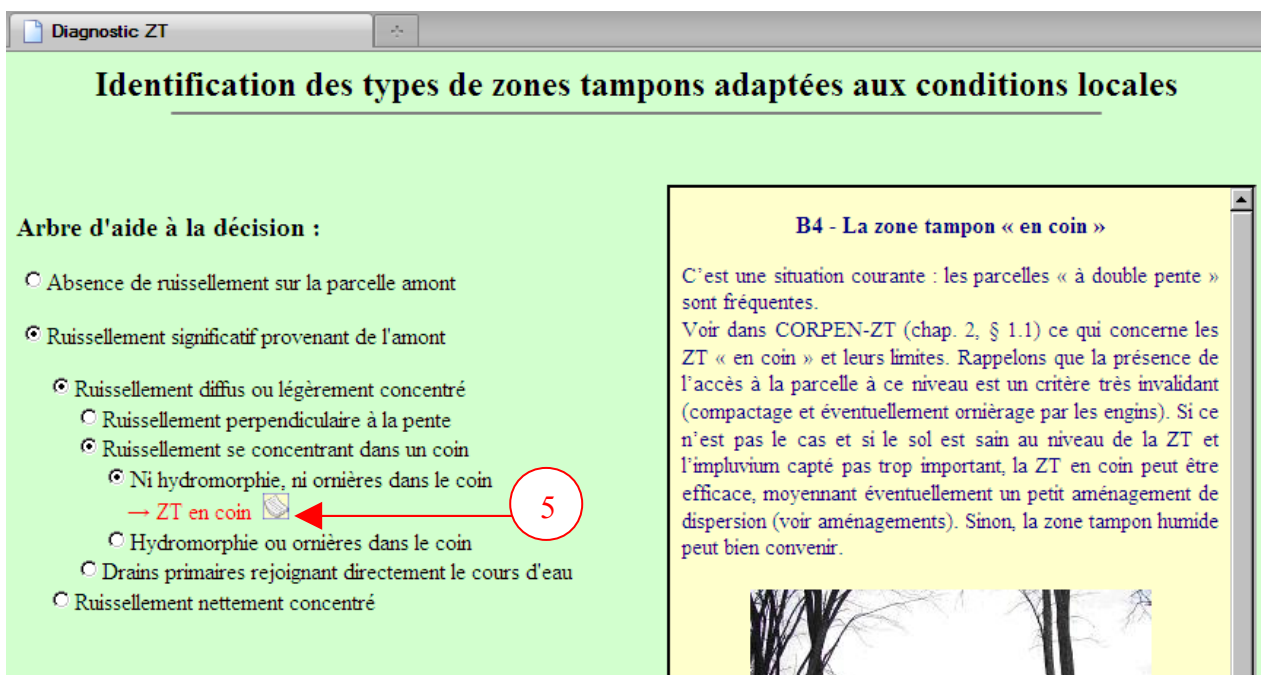 Diagnostic ZT
Identification des types de zones tampons adaptées aux conditions locales
Arbre d'aide à la décision :
Absence de ruissellement sur la parcelle amont
Ruissellement significatif provenant de l'amont
Ruissellement diffus ou légèrement concentré
Ruissellement perpendiculaire à la pente
Ruissellement se concentrant dans un coin
Ni hydromorphie, ni ornières dans le coin
→ ZT en coin
5
Hydromorphie ou ornières dans le coin
Drains primaires rejoignant directement le cours d'eau
Ruissellement nettement concentré
B4 - La zone tampon « en coin »
C'est une situation courante : les parcelles « à double pente »
sont fréquentes.
Voir dans CORPEN-ZT (chap. 2, § 1.1) ce qui concerne les
ZT « en coin » et leurs limites. Rappelons que la présence de
l'accès à la parcelle à ce niveau est un critère très invalidant
(compactage et éventuellement ornièrage par les engins). Si ce
n'est pas le cas et si le sol est sain au niveau de la ZT et
l'impluvium capté pas trop important, la ZT en coin peut être
efficace, moyennant éventuellement un petit aménagement de
dispersion (voir aménagements). Sinon, la zone tampon humide
peut bien convenir.